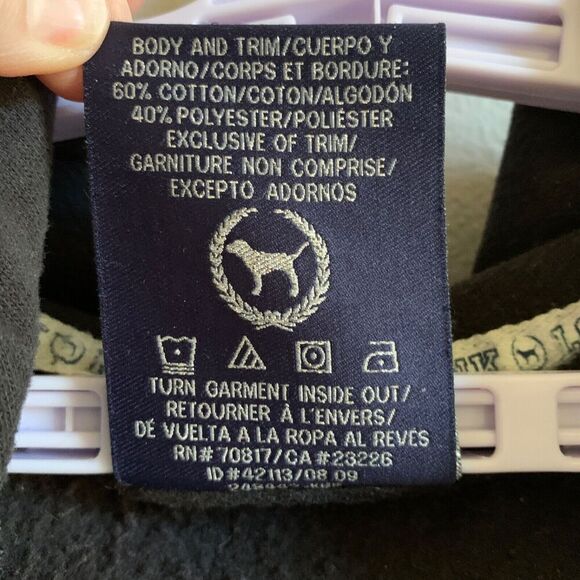 BODY AND TRIM/CUERPO Y
ADORNO/CORPS ET BORDURE:
60% COTTON/COTON/ALGODÓN
40% POLYESTER/POLIÉSTER
EXCLUSIVE OF TRIM/
GARNITURE NON COMPRISE/
EXCEPTO ADORNOS
TURN GARMENT INSIDE OUT/
RETOURNER À L'ENVERS/
DÉ VUELTA A LA ROPA AL REVÉS
RN# 70817/CA #23226
ID#42113/08 09